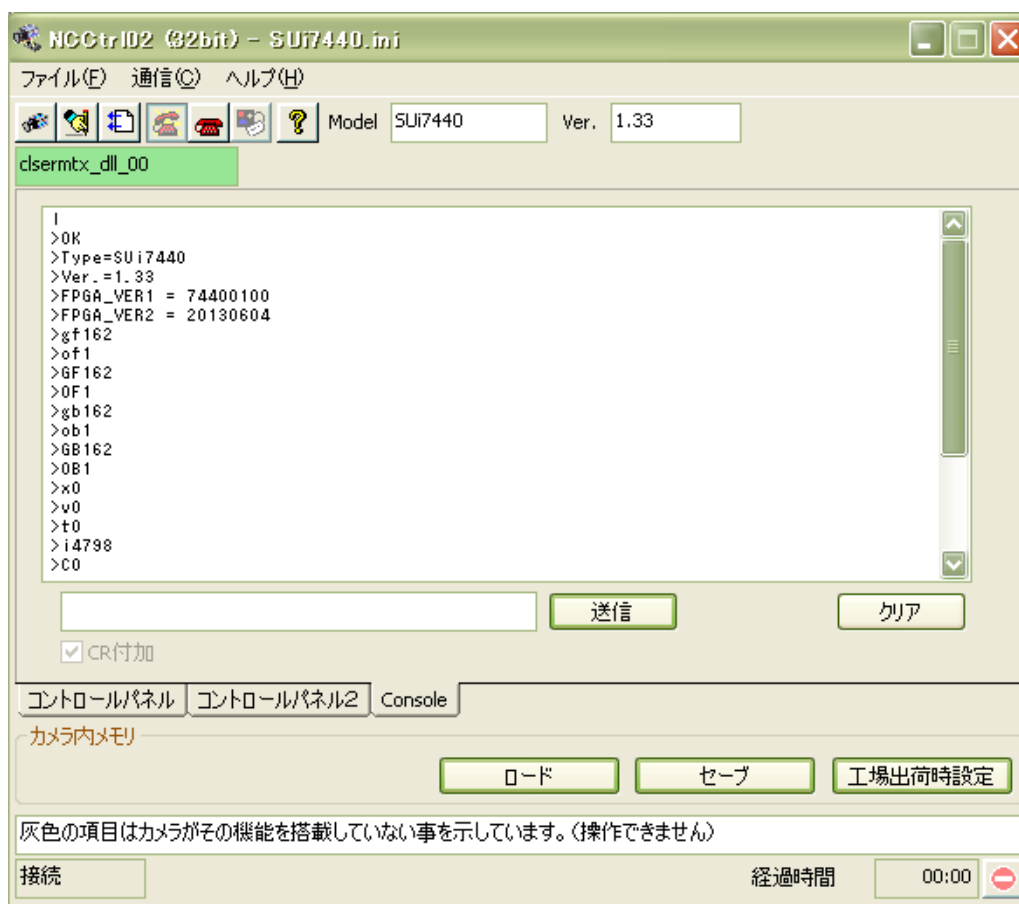 NCCtrl02 (32bit) - SUi7440.ini
ファイル(F) 通信(C) ヘルプ(H)
Model SUi7440 Ver. 1.33
clsermtx_dll_00
I
>OK
>Type=SUi7440
>Ver.=1.33
>FPGA_VER1 = 74400100
>FPGA_VER2 = 20130604
>gf162
>of1
>GF162
>OF1
>gb162
>ob1
>GB162
>OB1
>x0
>v0
>t0
>i4798
>C0
送信 クリア
CR付加
コントロールパネル コントロールパネル2 Console
カメラ内メモリ
ロード セーブ 工場出荷時設定
灰色の項目はカメラがその機能を搭載していない事を示しています。(操作できません)
接続 経過時間 00:00